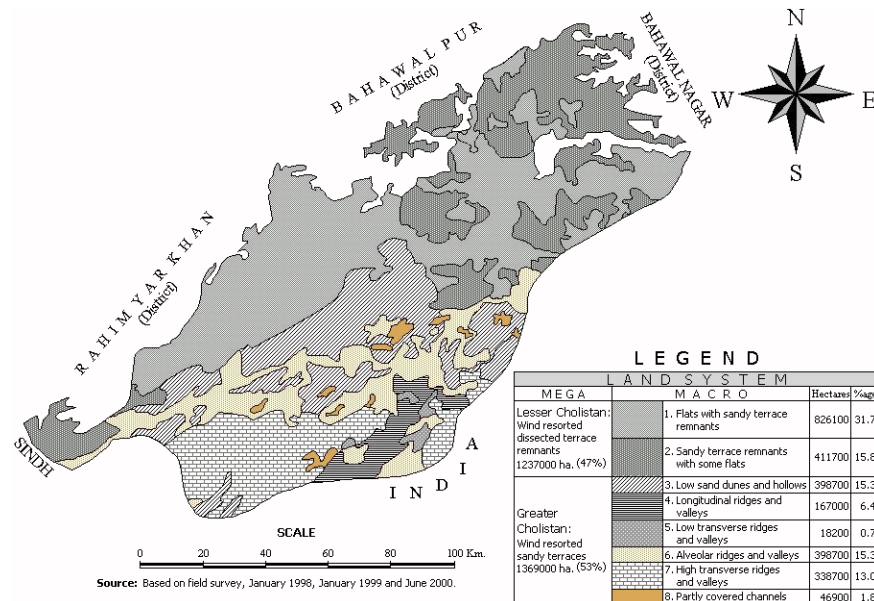 N
W E
S
BAHAWALPUR
(District)
BAHAWAL NAGAR
(District)
RAHIM YAR KHAN
(District)
SINDH
INDIA
SCALE
0 20 40 60 80 100 Km.
Source: Based on field survey, January 1998, January 1999 and June 2000.
LEGEND
LAND SYSTEM
MEGA MACRO Hectares %age
Lesser Cholistan:
Wind resorted
dissected terrace
remnants
1237000 ha. (47%)
1. Flats with sandy terrace
remnants 826100 31.7
2. Sandy terrace remnants
with some flats 411700 15.8
Greater
Cholistan:
Wind resorted
sandy terraces
1369000 ha. (53%)
3. Low sand dunes and hollows 398700 15.3
4. Longitudinal ridges and
valleys 167000 6.4
5. Low transverse ridges
and valleys 18200 0.7
6. Alveolar ridges and valleys 398700 15.3
7. High transverse ridges
and valleys 338700 13.0
8. Partly covered channels 46900 1.8